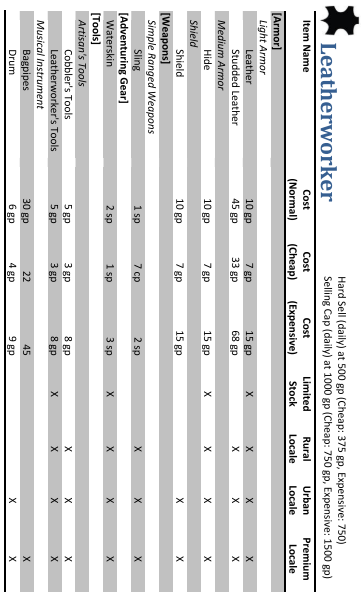 Leatherworker
Hard Sell (daily) at 500 gp (Cheap: 375 gp, Expensive: 750)
Selling Cap (daily) at 1000 gp (Cheap: 750 gp, Expensive: 1500 gp)
Item Name Cost (Normal) Cost (Cheap) Cost (Expensive) Limited Stock Rural Locale Urban Locale Premium Locale
[Armor]
Light Armor
Leather 10 gp 7 gp 15 gp X X X X
Studded Leather 45 gp 33 gp 68 gp X X X
Medium Armor
Hide 10 gp 7 gp 15 gp X X X X
Shield
Shield 10 gp 7 gp 15 gp X X
[Weapons]
Simple Ranged Weapons
Sling 1 sp 7 cp 2 sp X X X
[Adventuring Gear]
Waterskin 2 sp 1 sp 3 sp X X X X
[Tools]
Artisan's Tools
Cobbler's Tools 5 gp 3 gp 8 gp X X X
Leatherworker's Tools 5 gp 3 gp 8 gp X X X X
Musical Instrument
Bagpipes 30 gp 22 45 X
Drum 6 gp 4 gp 9 gp X X